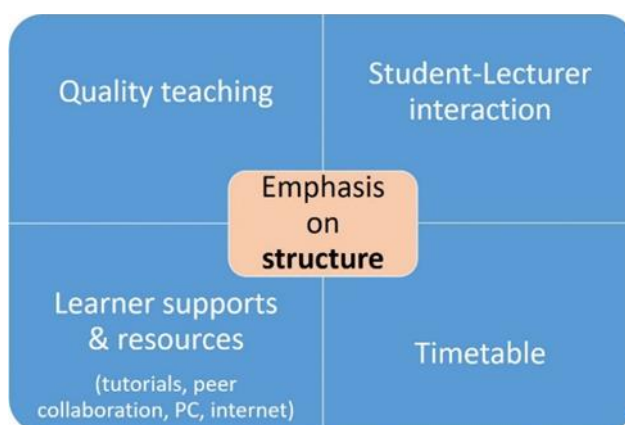 Quality teaching
Student-Lecturer
interaction
Emphasis
on
structure
Learner supports
& resources
(tutorials, peer
collaboration, PC, internet)
Timetable